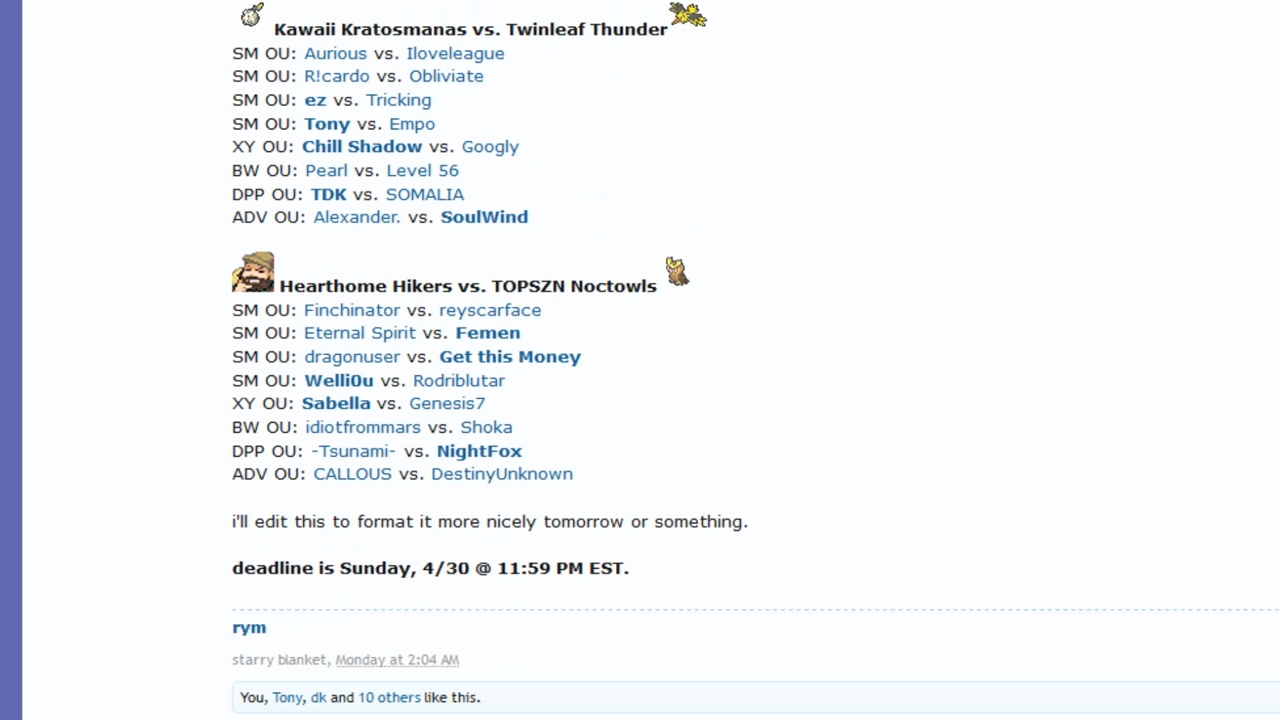 Kawaii Kratosmanas vs. Twinleaf Thunder
SM OU: Aurious vs. Iloveleague
SM OU: R!cardo vs. Obliviate
SM OU: ez vs. Tricking
SM OU: Tony vs. Empo
XY OU: Chill Shadow vs. Googly
BW OU: Pearl vs. Level 56
DPP OU: TDK vs. SOMALIA
ADV OU: Alexander. vs. SoulWind
Hearthome Hikers vs. TOPSZN Noctowls
SM OU: Finchinator vs. reyscarface
SM OU: Eternal Spirit vs. Femen
SM OU: dragonuser vs. Get this Money
SM OU: Welli0u vs. Rodriblutar
XY OU: Sabella vs. Genesis7
BW OU: idiotfrommars vs. Shoka
DPP OU: -Tsunami- vs. NightFox
ADV OU: CALLOUS vs. DestinyUnknown
i'll edit this to format it more nicely tomorrow or something.
deadline is Sunday, 4/30 @ 11:59 PM EST.
rym
starry blanket, Monday at 2:04 AM
You, Tony, dk and 10 others like this.